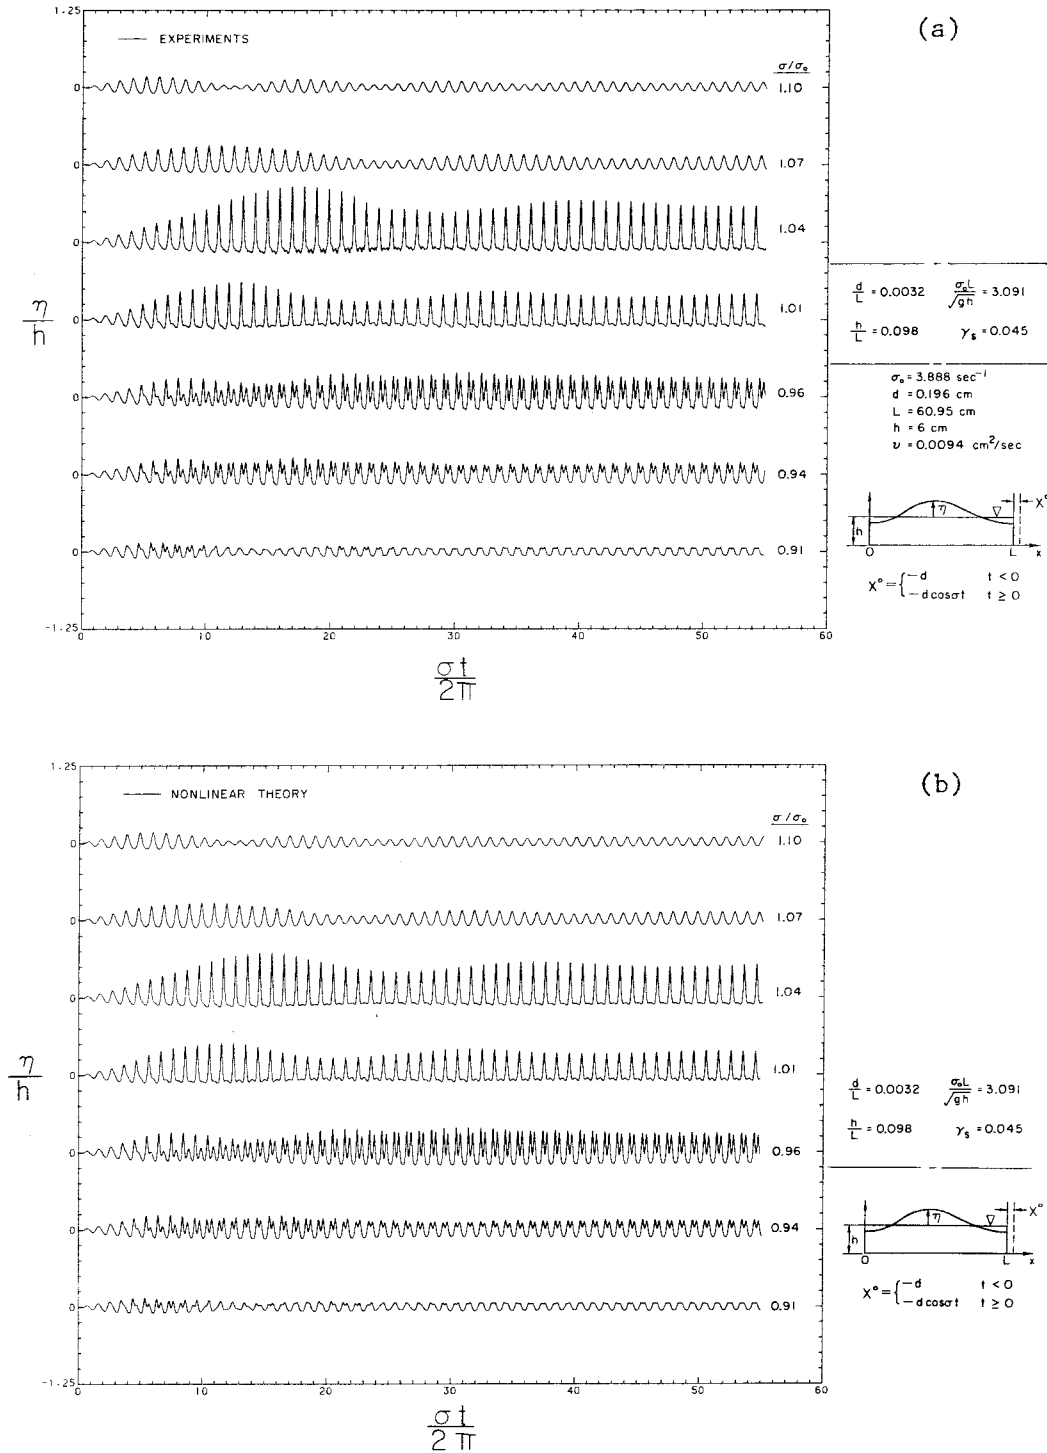 (a)
1.25
EXPERIMENTS
σ/σ₀
0 1.10
0 1.07
0 1.04
0 1.01
0 0.96
0 0.94
0 0.91
-1.25
0 10 20 30 40 50 60
η/h
σt/2π
d/L = 0.0032 σ₀L/√gh = 3.091
h/L = 0.098 γₛ = 0.045
σ₀ = 3.888 sec⁻¹
d = 0.196 cm
L = 60.95 cm
h = 6 cm
υ = 0.0094 cm²/sec
η X°
h
O L x
X° = { -d t < 0
-d cosσt t ≥ 0
(b)
1.25
NONLINEAR THEORY
σ/σ₀
0 1.10
0 1.07
0 1.04
0 1.01
0 0.96
0 0.94
0 0.91
-1.25
0 10 20 30 40 50 60
η/h
σt/2π
d/L = 0.0032 σ₀L/√gh = 3.091
h/L = 0.098 γₛ = 0.045
η X°
h
O L x
X° = { -d t < 0
-d cosσt t ≥ 0